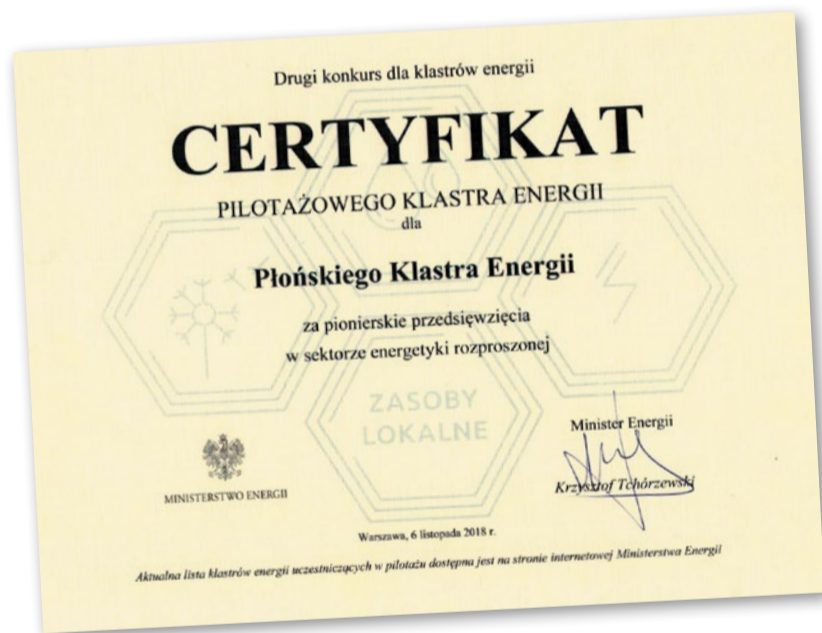 Drugi konkurs dla klastrów energii
CERTYFIKAT
PILOTAŻOWEGO KLASTRA ENERGII
dla
Płońskiego Klastra Energii
za pionierskie przedsięwzięcia
w sektorze energetyki rozproszonej
ZASOBY
LOKALNE
Minister Energii
Krzysztof Tchórzewski
MINISTERSTWO ENERGII
Warszawa, 6 listopada 2018 r.
Aktualna lista klastrów energii uczestniczących w pilotażu dostępna jest na stronie internetowej Ministerstwa Energii